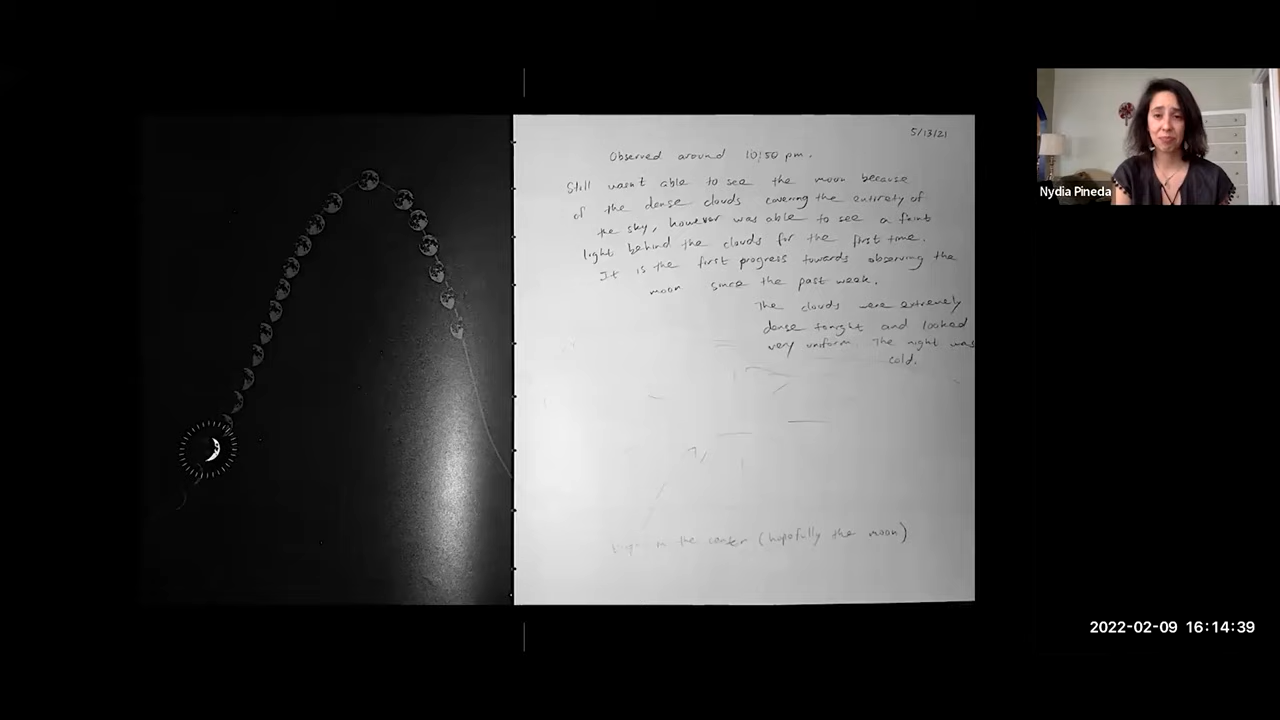 5/13/21
Observed around 10:50 pm.
Still wasn't able to see the moon because
of the dense clouds covering the entirety of
the sky, however was able to see a faint
light behind the clouds for the first time.
It is the first progress towards observing the
moon since the past week.
The clouds were extremely
dense tonight and looked
very uniform. The night was
cold.
in the center (hopefully the moon)
Nydia Pineda
2022-02-09 16:14:39